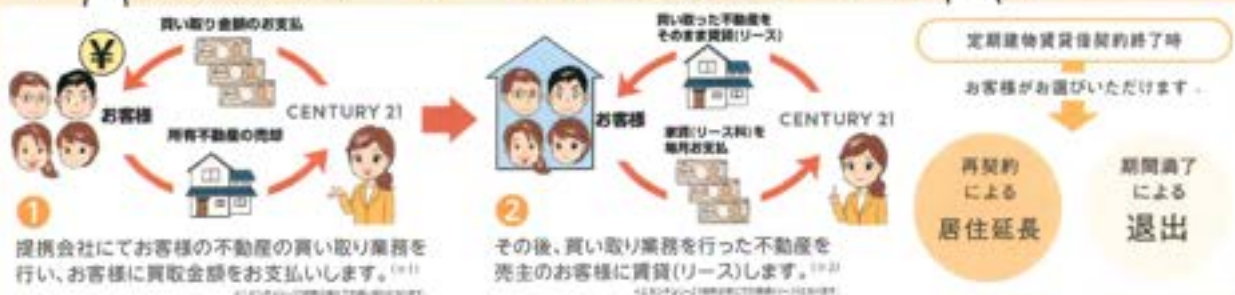 買い取り金額のお支払
¥
お客様
CENTURY 21
所有不動産の売却
1
提携会社にてお客様の不動産の買い取り業務を
行い、お客様に買取金額をお支払いします。(※1)
買い取った不動産を
そのまま賃貸(リース)
お客様
CENTURY 21
家賃(リース料)を
毎月お支払
2
その後、買い取り業務を行った不動産を
売主のお客様に賃貸(リース)します。(※2)
定期建物賃貸借契約終了時
お客様がお選びいただけます。
再契約
による
居住延長
期間満了
による
退出